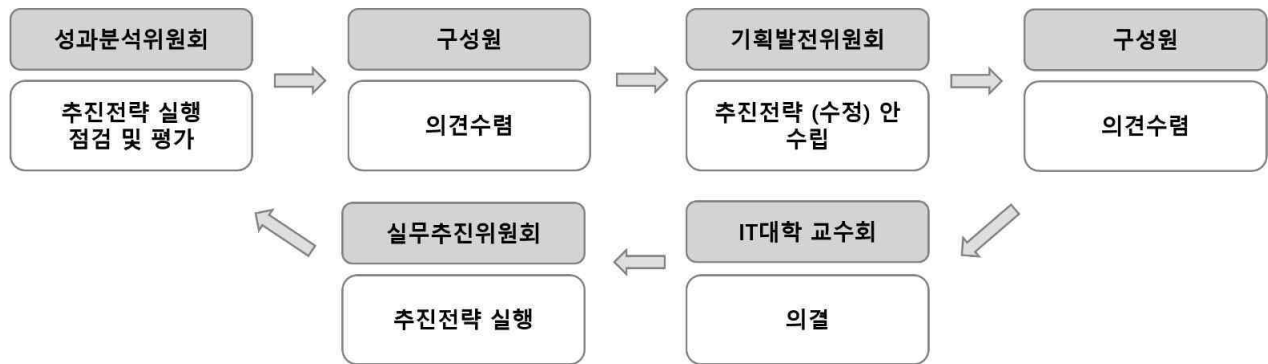 성과분석위원회
추진전략 실행
점검 및 평가
구성원
의견수렴
기획발전위원회
추진전략 (수정) 안
수립
구성원
의견수렴
IT대학 교수회
의결
실무추진위원회
추진전략 실행